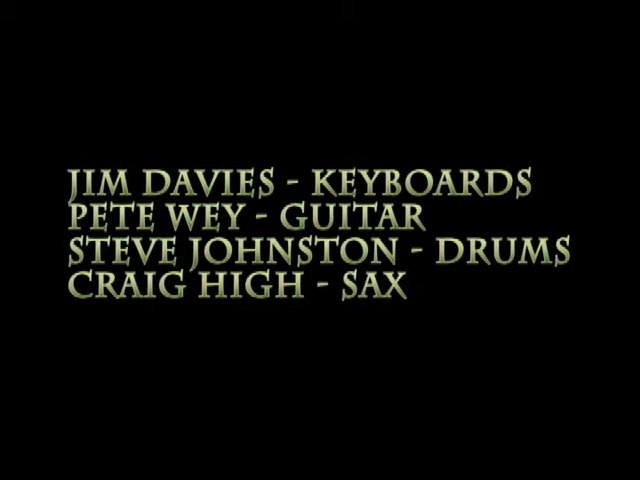 JIM DAVIES - KEYBOARDS
PETE WEY - GUITAR
STEVE JOHNSTON - DRUMS
CRAIG HIGH - SAX